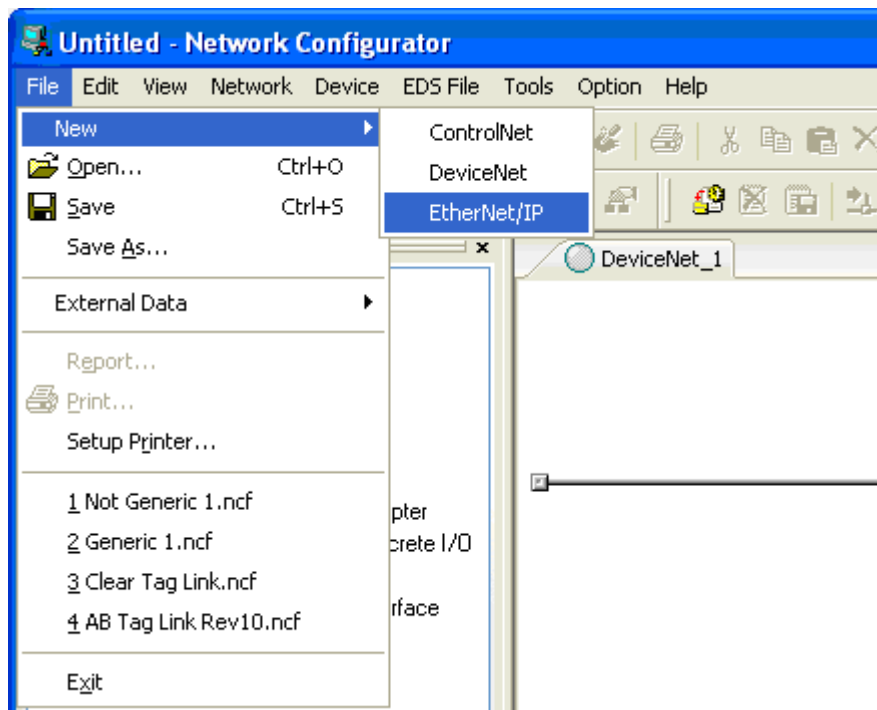 Untitled - Network Configurator
File Edit View Network Device EDS File Tools Option Help
New
ControlNet
Open... Ctrl+O
DeviceNet
Save Ctrl+S
EtherNet/IP
Save As...
DeviceNet_1
External Data
Report...
Print...
Setup Printer...
1 Not Generic 1.ncf
pter
2 Generic 1.ncf
crete I/O
3 Clear Tag Link.ncf
rface
4 AB Tag Link Rev10.ncf
Exit